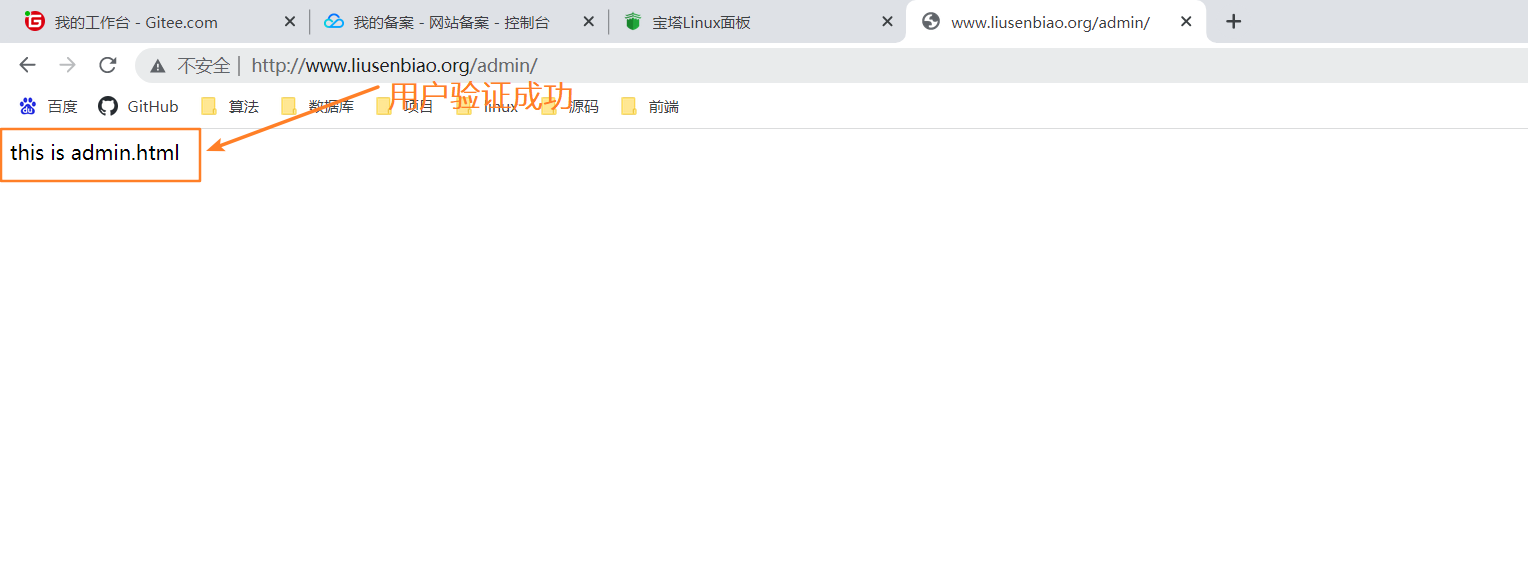 我的工作台 - Gitee.com
我的备案 - 网站备案 - 控制台
宝塔Linux面板
www.liusenbiao.org/admin/
不安全 | http://www.liusenbiao.org/admin/
用户验证成功
百度 GitHub 算法 数据库 项目 linux 源码 前端
this is admin.html